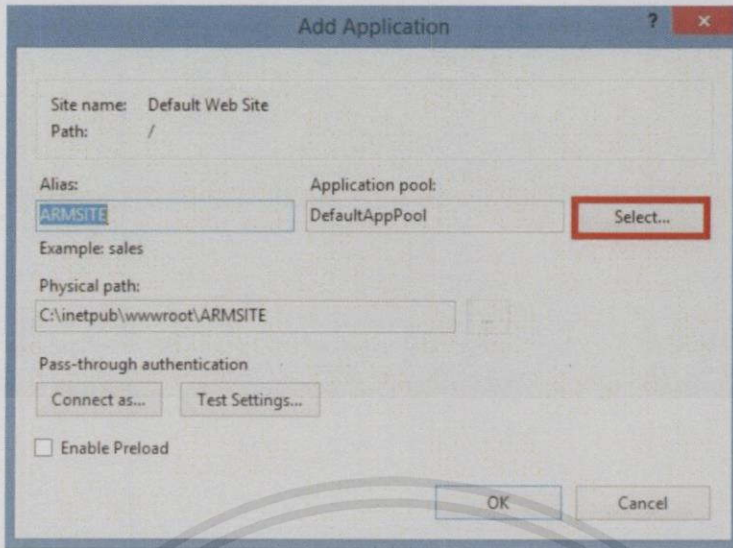 Add Application
? ×
Site name: Default Web Site
Path: /
Alias:
Application pool:
ARMSITE
DefaultAppPool
Select...
Example: sales
Physical path:
C:\inetpub\wwwroot\ARMSITE
...
Pass-through authentication
Connect as...
Test Settings...
Enable Preload
OK
Cancel